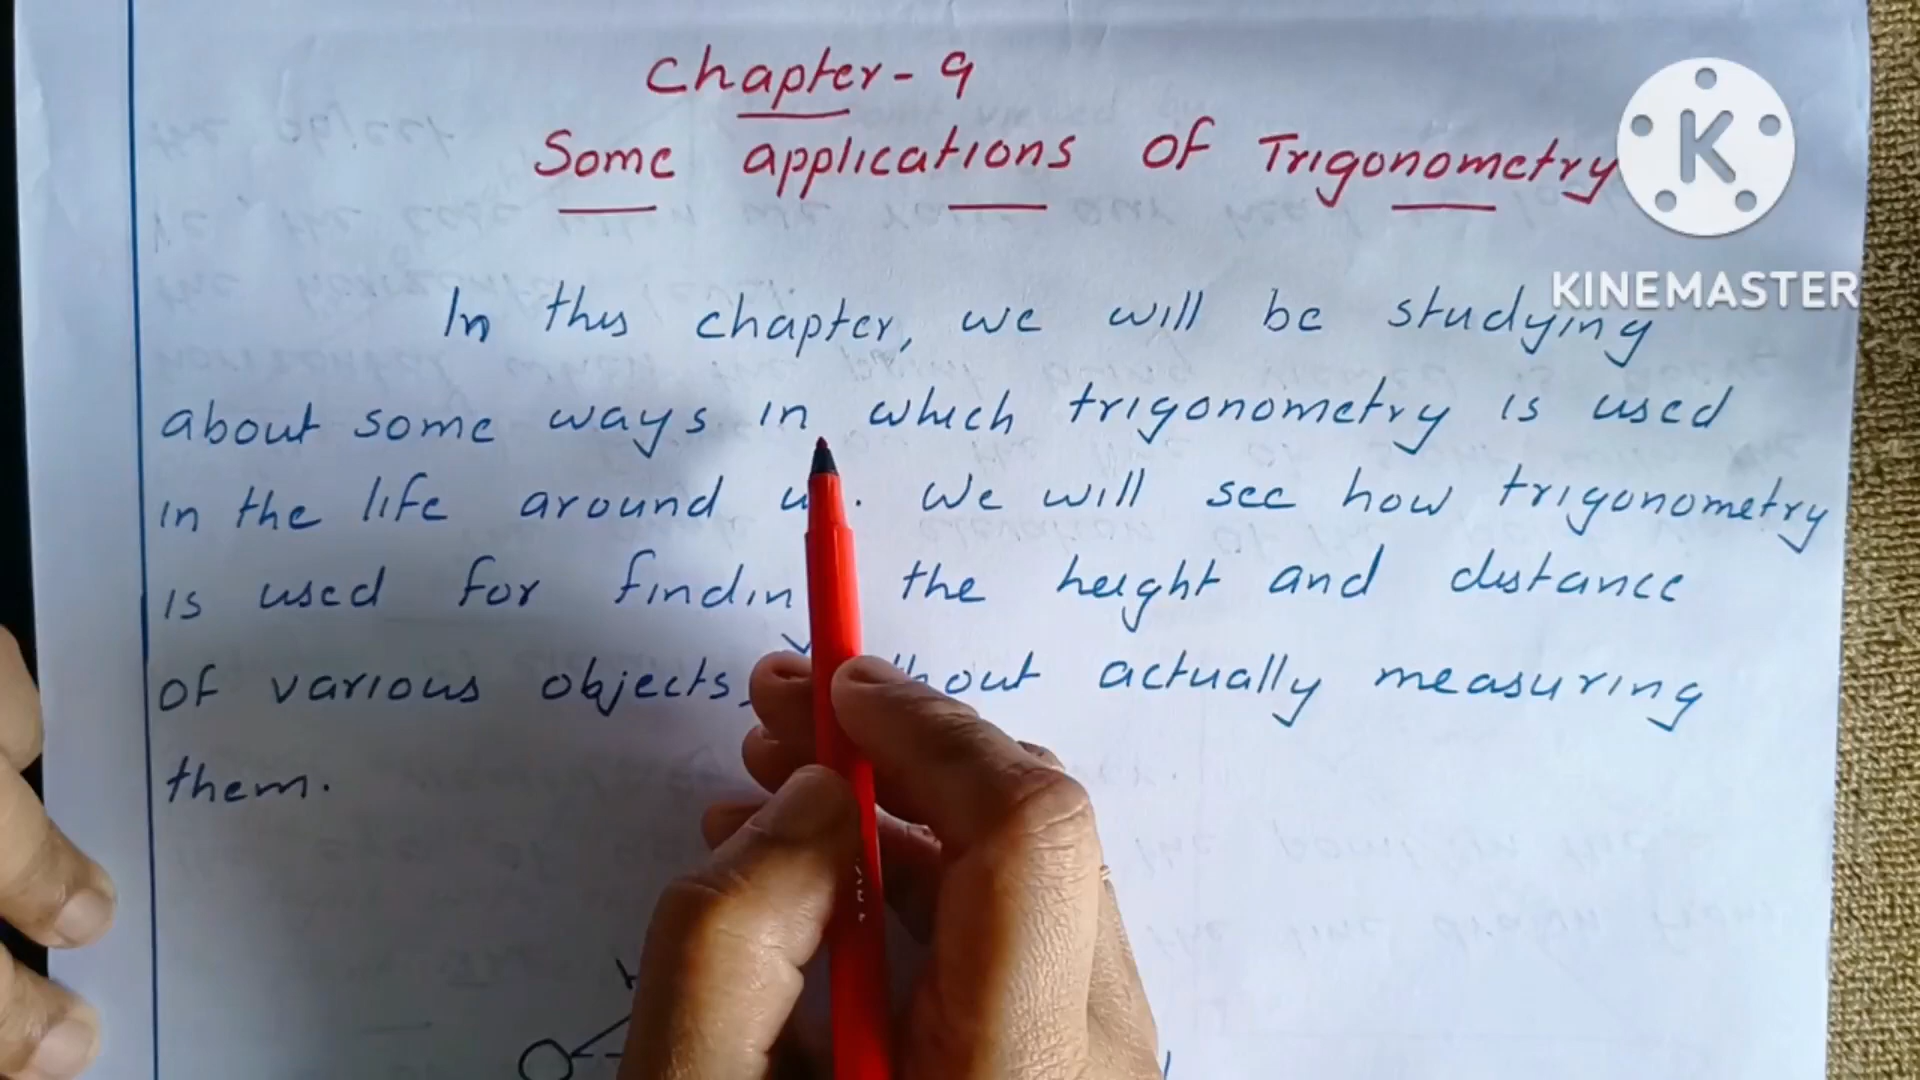 Chapter - 9
Some applications of Trigonometry
K
KINEMASTER
In this chapter, we will be studying
about some ways in which trigonometry is used
in the life around u. We will see how trigonometry
is used for findin the height and distance
of various objects, hout actually measuring
them.